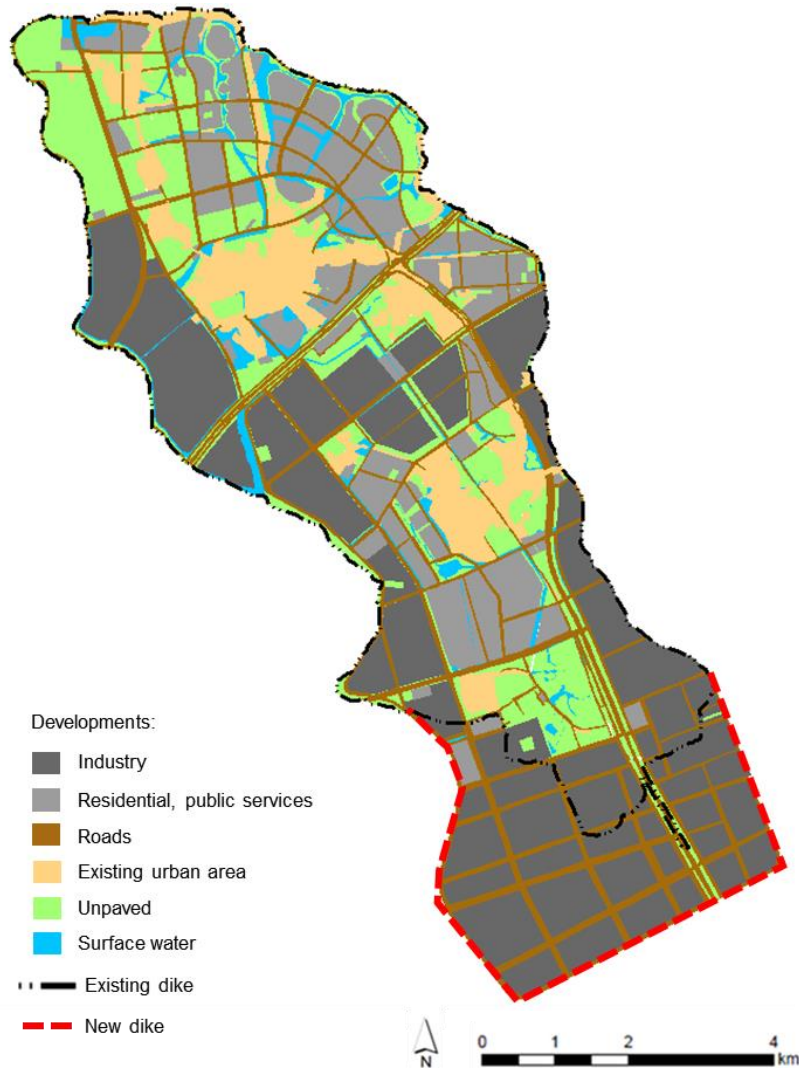 Developments:
Industry
Residential, public services
Roads
Existing urban area
Unpaved
Surface water
Existing dike
New dike
N
0 1 2 4
km